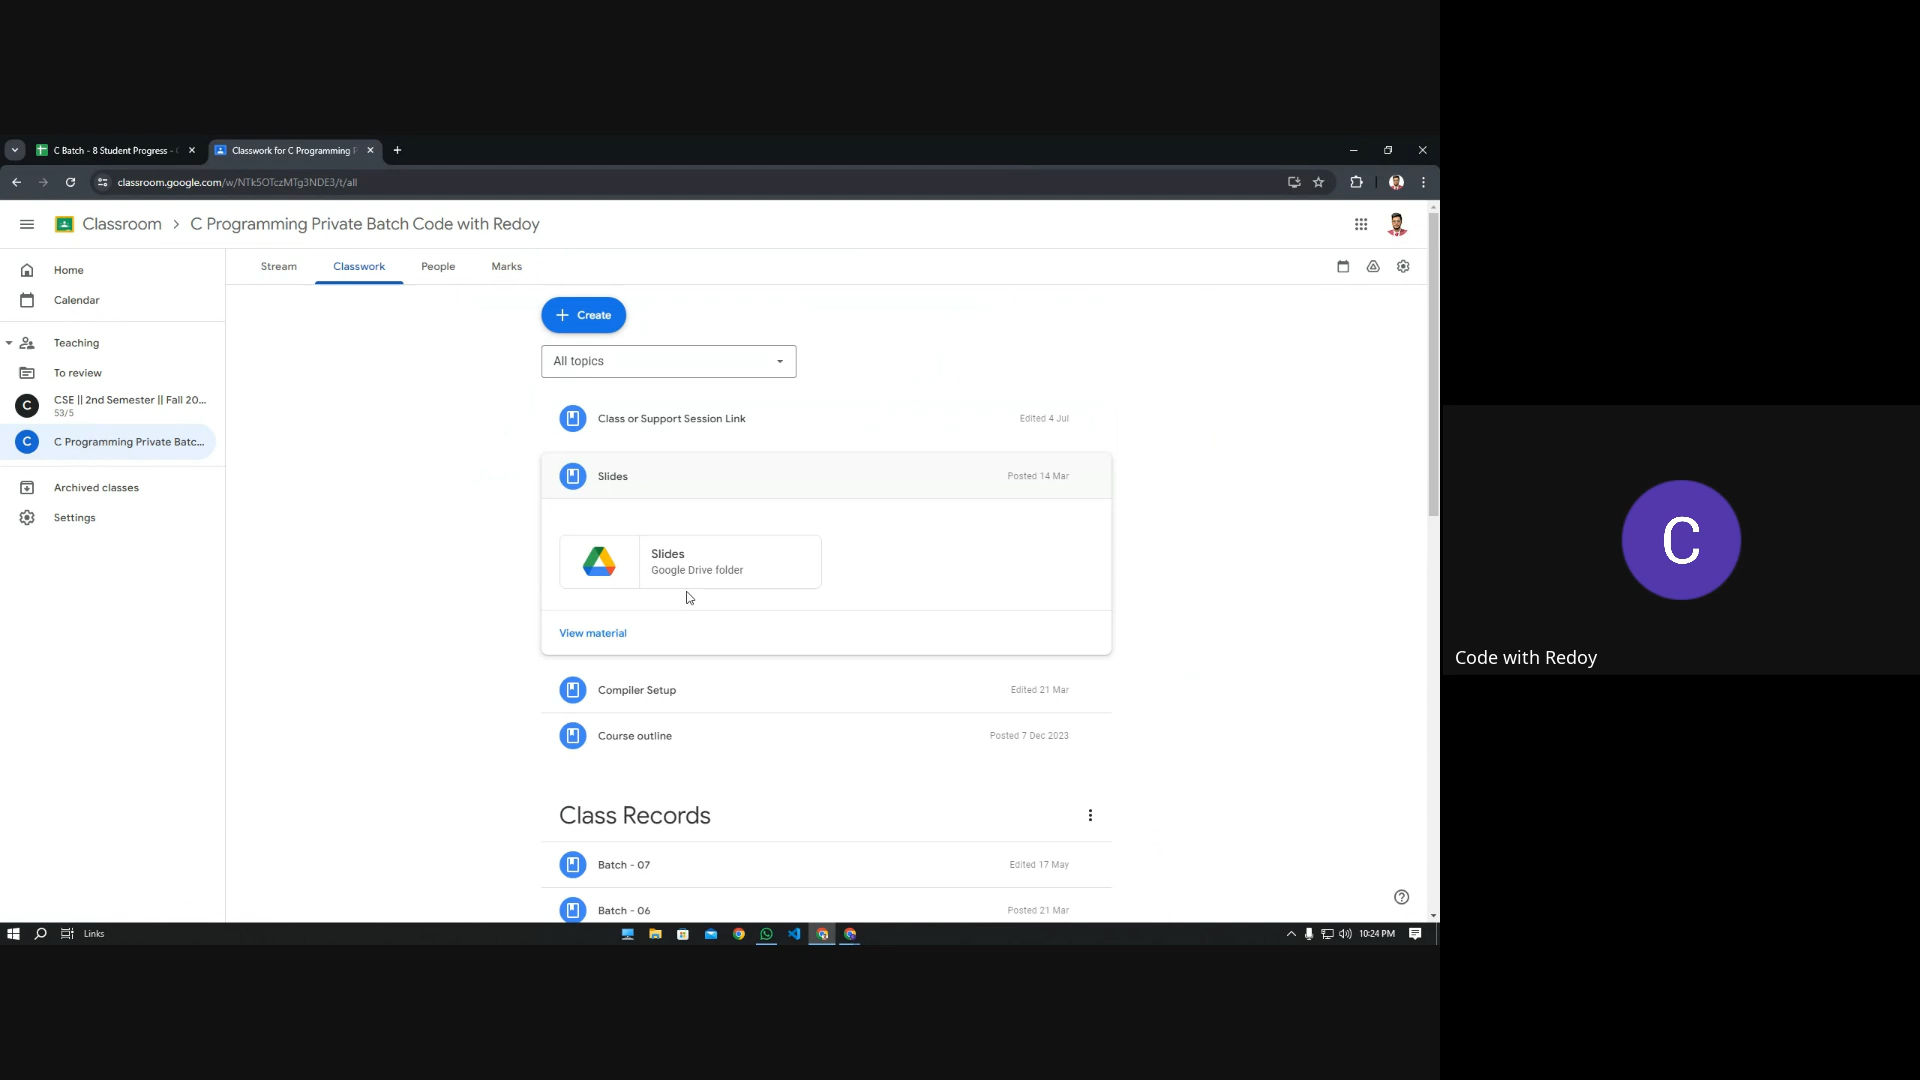 C Batch - 8 Student Progress -
Classwork for C Programming P
classroom.google.com/w/NTk5OTczMTg3NDE3/t/all
Classroom > C Programming Private Batch Code with Redoy
Home
Calendar
Teaching
To review
C
CSE || 2nd Semester || Fall 20...
53/5
C
C Programming Private Batc...
Archived classes
Settings
Stream
Classwork
People
Marks
+ Create
All topics
Class or Support Session Link
Edited 4 Jul
Slides
Posted 14 Mar
Slides
Google Drive folder
View material
Compiler Setup
Edited 21 Mar
Course outline
Posted 7 Dec 2023
Class Records
Batch - 07
Edited 17 May
Batch - 06
Posted 21 Mar
Links
10:24 PM
C
Code with Redoy